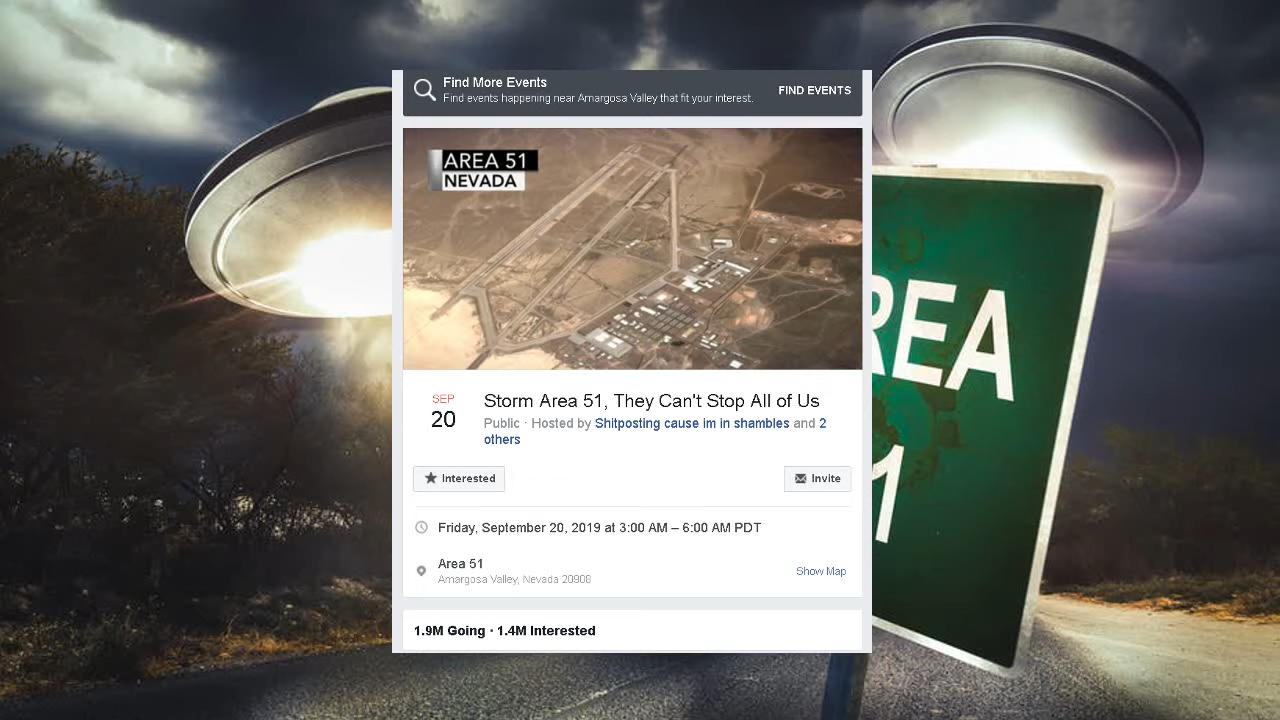 Find More Events
Find events happening near Amargosa Valley that fit your interest.
FIND EVENTS
AREA 51
NEVADA
SEP
20
Storm Area 51, They Can't Stop All of Us
Public · Hosted by Shitposting cause im in shambles and 2
others
Interested
Invite
Friday, September 20, 2019 at 3:00 AM – 6:00 AM PDT
Area 51
Amargosa Valley, Nevada 20908
Show Map
1.9M Going · 1.4M Interested
REA
1